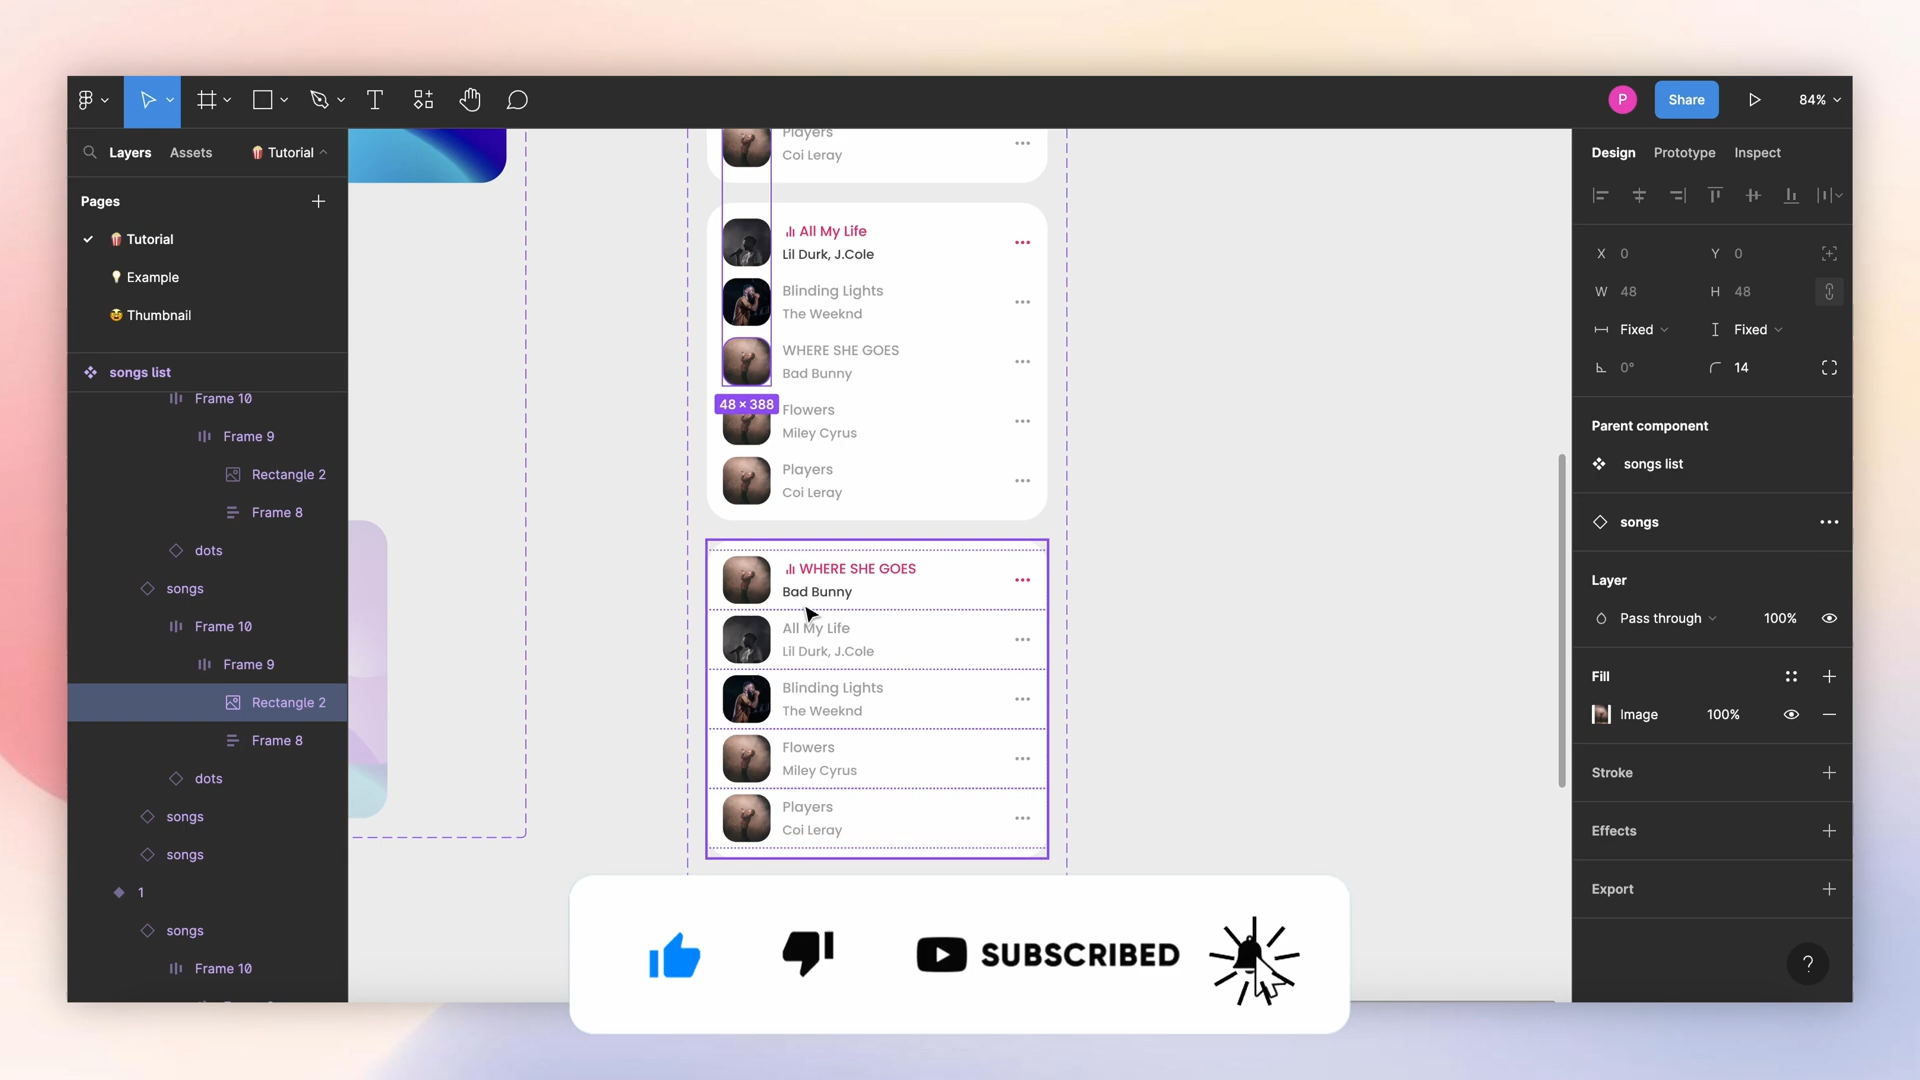 P
Share
84%
Layers
Assets
Tutorial
Pages
Tutorial
Example
Thumbnail
songs list
Frame 10
Frame 9
Rectangle 2
Frame 8
dots
songs
Frame 10
Frame 9
Rectangle 2
Frame 8
dots
songs
songs
1
songs
Frame 10
Players
Coi Leray
All My Life
Lil Durk, J.Cole
Blinding Lights
The Weeknd
WHERE SHE GOES
Bad Bunny
48 × 388
Flowers
Miley Cyrus
Players
Coi Leray
WHERE SHE GOES
Bad Bunny
All My Life
Lil Durk, J.Cole
Blinding Lights
The Weeknd
Flowers
Miley Cyrus
Players
Coi Leray
SUBSCRIBED
Design
Prototype
Inspect
X 0
Y 0
W 48
H 48
Fixed
Fixed
0°
14
Parent component
songs list
songs
Layer
Pass through
100%
Fill
Image
100%
Stroke
Effects
Export
?